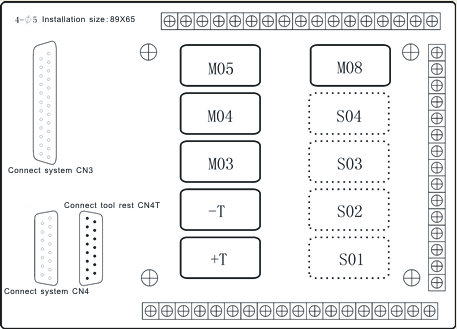 4-φ5 Installation size:89X65
M05
M08
M04
S04
M03
S03
Connect system CN3
Connect tool rest CN4T
-T
S02
+T
S01
Connect system CN4